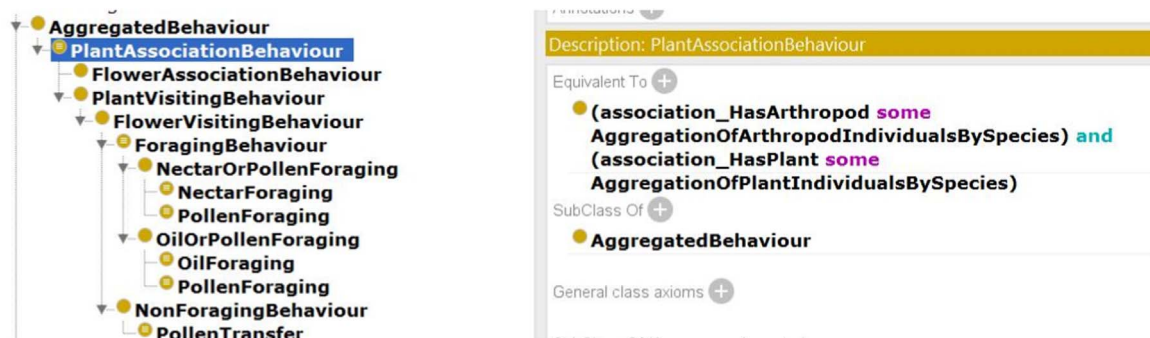 AggregatedBehaviour
PlantAssociationBehaviour
FlowerAssociationBehaviour
PlantVisitingBehaviour
FlowerVisitingBehaviour
ForagingBehaviour
NectarOrPollenForaging
NectarForaging
PollenForaging
OilOrPollenForaging
OilForaging
PollenForaging
NonForagingBehaviour
PollenTransfer
Annotations
Description: PlantAssociationBehaviour
Equivalent To
(association_HasArthropod some
AggregationOfArthropodIndividualsBySpecies) and
(association_HasPlant some
AggregationOfPlantIndividualsBySpecies)
SubClass Of
AggregatedBehaviour
General class axioms